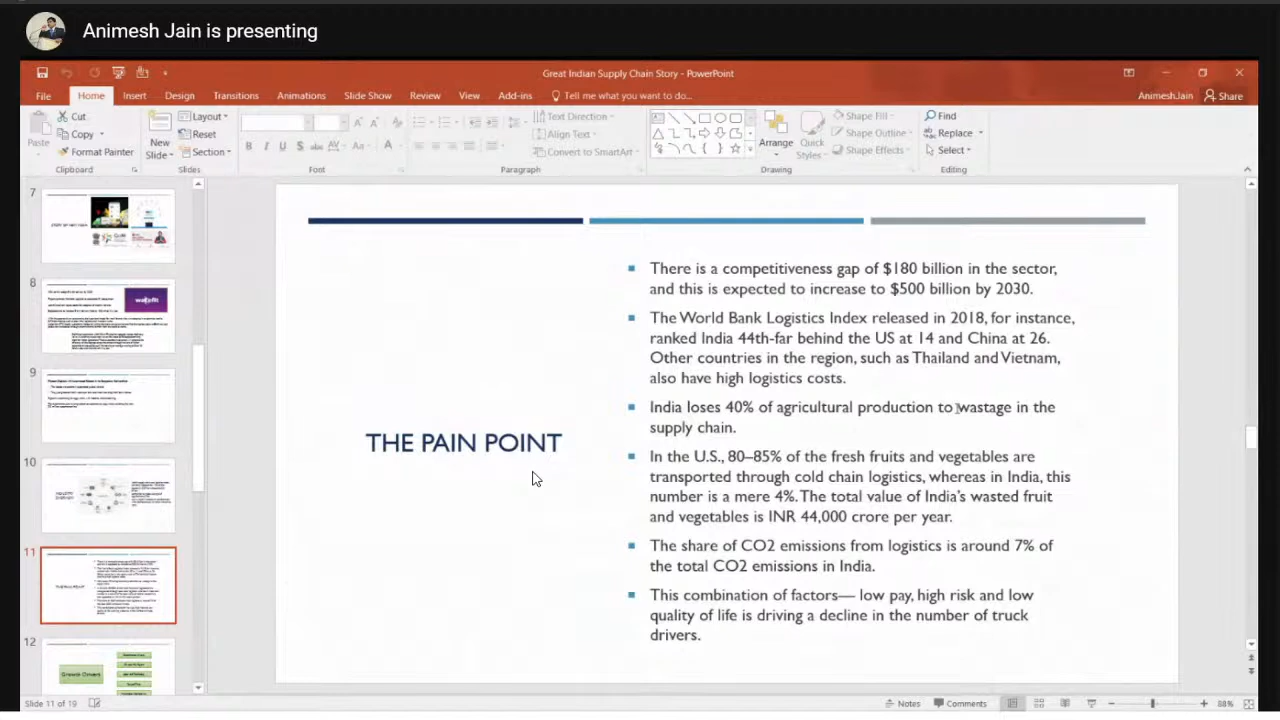 Animesh Jain is presenting
Great Indian Supply Chain Story - PowerPoint
File Home Insert Design Transitions Animations Slide Show Review View Add-ins Tell me what you want to do... Animesh.Jain Share
Paste
Cut
Copy
Format Painter
Clipboard
New
Slide
Layout
Reset
Section
Slides
Font
Text Direction
Align Text
Convert to SmartArt
Paragraph
Arrange
Quick
Styles
Shape Fill
Shape Outline
Shape Effects
Drawing
Find
Replace
Select
Editing
7
8
9
10
11
12
Growth Drivers
THE PAIN POINT
There is a competitiveness gap of $180 billion in the sector,
and this is expected to increase to $500 billion by 2030.
The World Bank Logistics Index released in 2018, for instance,
ranked India 44th-far behind the US at 14 and China at 26.
Other countries in the region, such as Thailand and Vietnam,
also have high logistics costs.
India loses 40% of agricultural production to wastage in the
supply chain.
In the U.S., 80–85% of the fresh fruits and vegetables are
transported through cold chain logistics, whereas in India, this
number is a mere 4%. The total value of India's wasted fruit
and vegetables is INR 44,000 crore per year.
The share of CO2 emissions from logistics is around 7% of
the total CO2 emissions in India.
This combination of factors— low pay, high risk and low
quality of life is driving a decline in the number of truck
drivers.
Slide 11 of 19 Notes Comments 88%